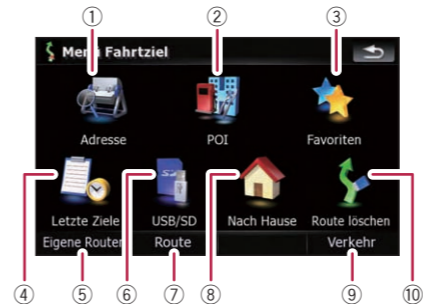 ① ② ③
Menü Fahrtziel
Adresse POI Favoriten
Letzte Ziele USB/SD Nach Hause Route löschen
Eigene Routen Route Verkehr
④ ⑤ ⑥ ⑦ ⑧ ⑨ ⑩